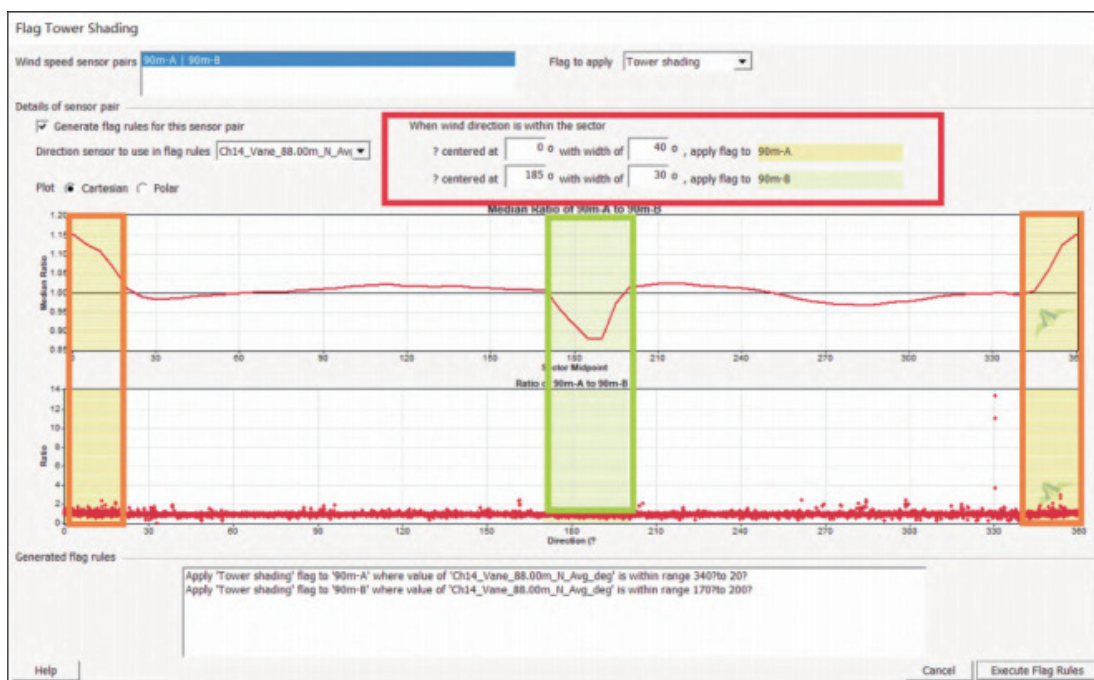 Flag Tower Shading
Wind speed sensor pairs 90m-A | 90m-B Flag to apply Tower shading
Details of sensor pair
Generate flag rules for this sensor pair When wind direction is within the sector
Direction sensor to use in flag rules Ch14_Vane_88.00m_N_Av ? centered at 0 º with width of 40 º , apply flag to 90m-A
? centered at 185 º with width of 30 º , apply flag to 90m-B
Plot Cartesian Polar
Median Ratio of 90m-A to 90m-B
Median Ratio
1.20
1.15
1.10
1.05
1.00
0.95
0.90
0.85
30 60 90 120 150 180 210 240 270 300 330 360
Sector Midpoint
Ratio of 90m-A to 90m-B
Ratio
14
12
10
8
6
4
2
0
0 30 60 90 120 150 180 210 240 270 300 330 360
Direction (?
Generated flag rules
Apply 'Tower shading' flag to '90m-A' where value of 'Ch14_Vane_88.00m_N_Avg_deg' is within range 340?to 20?
Apply 'Tower shading' flag to '90m-B' where value of 'Ch14_Vane_88.00m_N_Avg_deg' is within range 170?to 200?
Help Cancel Execute Flag Rules